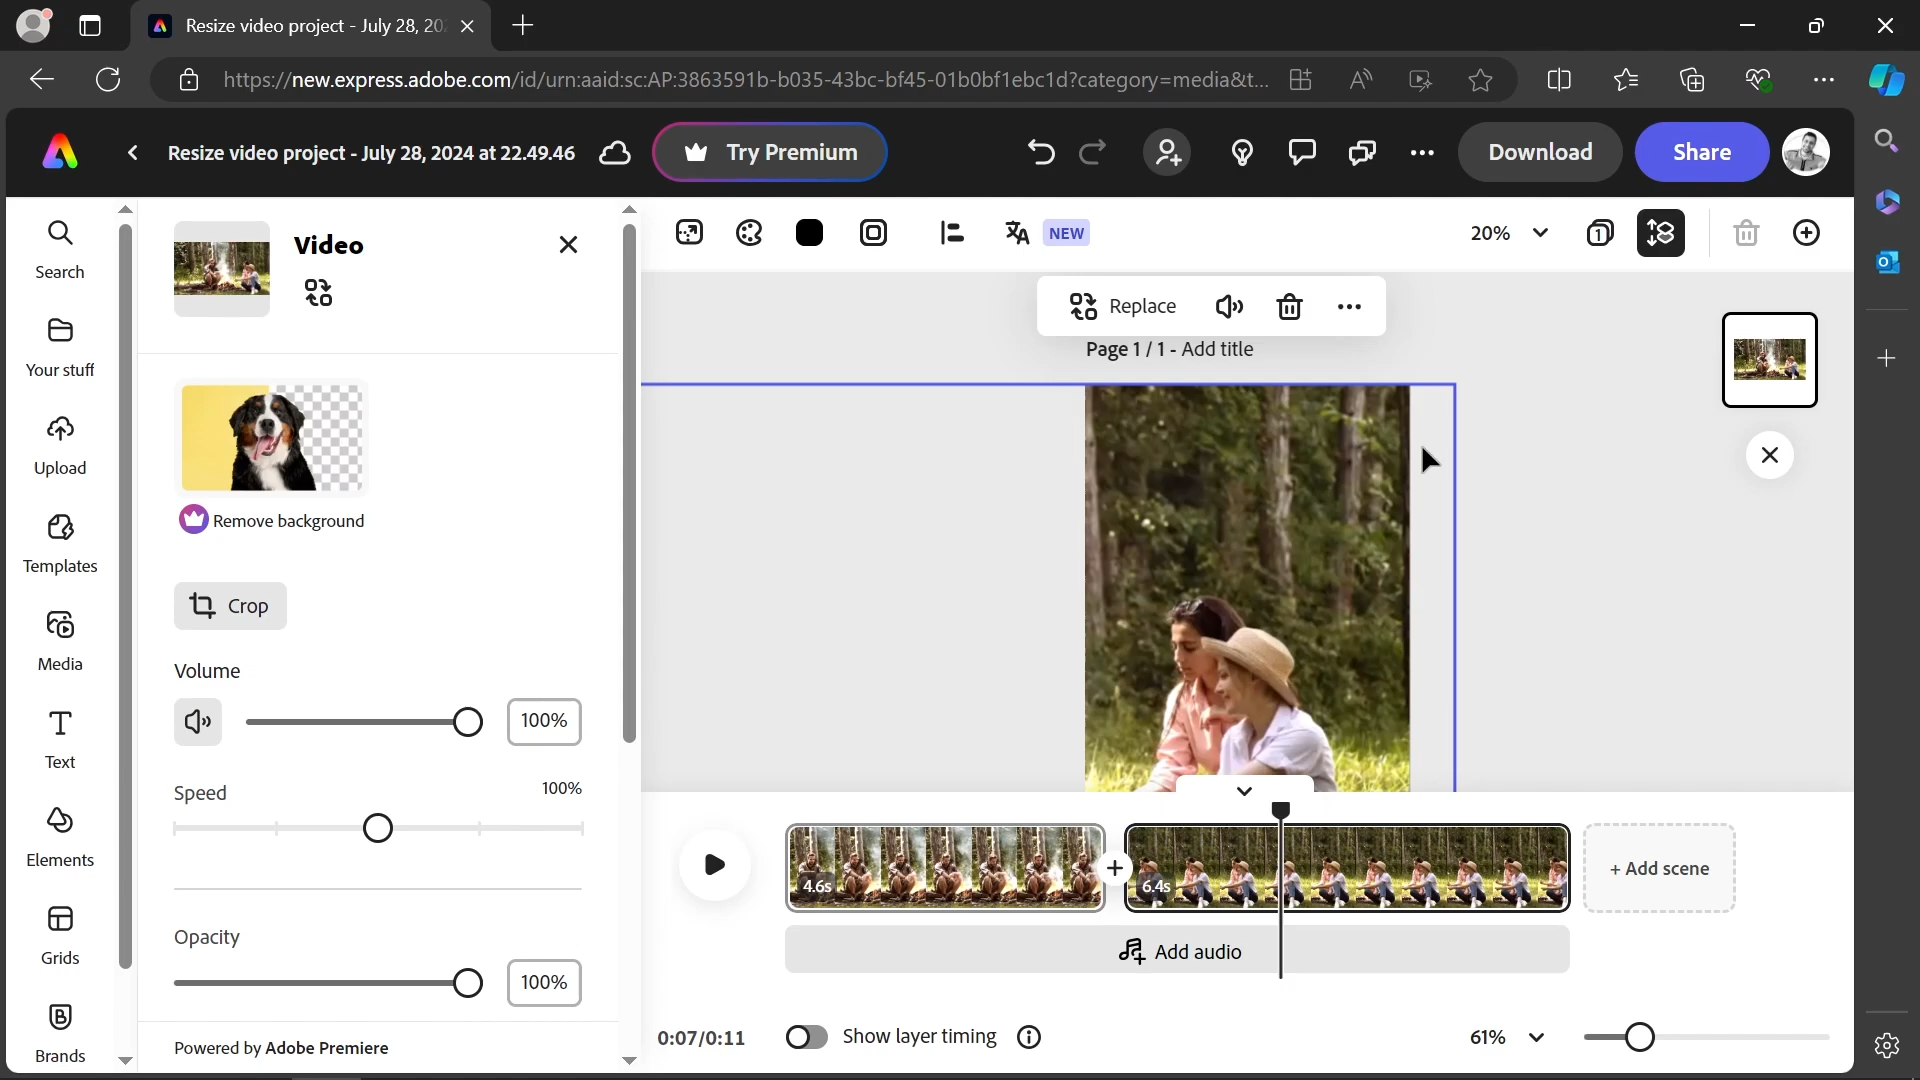 Resize video project - July 28, 20
https://new.express.adobe.com/id/urn:aaid:sc:AP:3863591b-b035-43bc-bf45-01b0bf1ebc1d?category=media&t...
Resize video project - July 28, 2024 at 22.49.46
Try Premium
Download
Share
Search
Your stuff
Upload
Templates
Media
Text
Elements
Grids
Brands
Video
Remove background
Crop
Volume
100%
Speed
100%
Opacity
100%
Powered by Adobe Premiere
NEW
20%
1
Replace
Page 1 / 1 - Add title
4.6s
6.4s
+ Add scene
Add audio
0:07/0:11
Show layer timing
61%